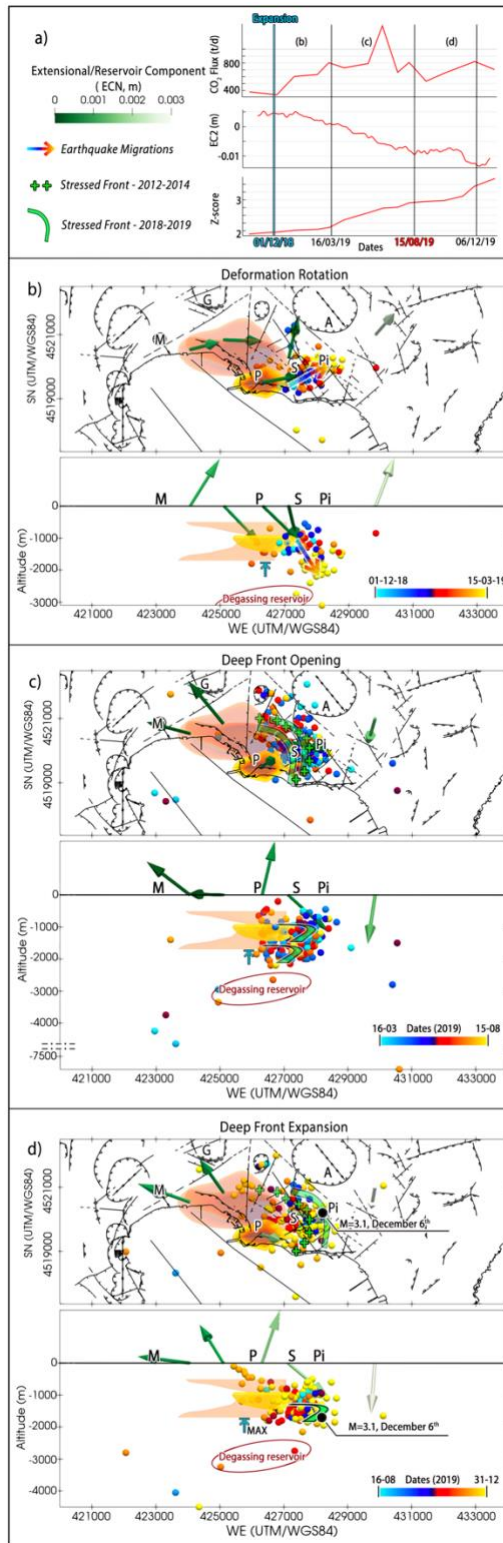 a)
Expansion
(b)
(c)
(d)
Extensional/Reservoir Component
( ECN, m)
0 0.001 0.002 0.003
Earthquake Migrations
Stressed Front - 2012-2014
Stressed Front - 2018-2019
CO2 Flux (t/d)
800
400
EC2 (m)
0
-0.01
Z-score
3
2
01/12/18 16/03/19 15/08/19 06/12/19
Dates
b)
Deformation Rotation
SN (UTM/WGS84)
4521000
4519000
G
M
A
P
S
Pi
M P S Pi
Altitude (m)
0
-1000
-2000
-3000
Degassing reservoir
01-12-18 15-03-19
421000 423000 425000 427000 429000 431000 433000
WE (UTM/WGS84)
c)
Deep Front Opening
SN (UTM/WGS84)
4521000
4519000
G
M
A
P
S
Pi
M P S Pi
Altitude (m)
0
-1000
-2000
-3000
-4000
-7500
Degassing reservoir
16-03 Dates (2019) 15-08
421000 423000 425000 427000 429000 431000 433000
WE (UTM/WGS84)
d)
Deep Front Expansion
SN (UTM/WGS84)
4521000
4519000
G
M
A
P
S
Pi
M=3.1, December 6th
M P S Pi
Altitude (m)
0
-1000
-2000
-3000
-4000
MAX
M=3.1, December 6th
Degassing reservoir
16-08 Dates (2019) 31-12
421000 423000 425000 427000 429000 431000 433000
WE (UTM/WGS84)